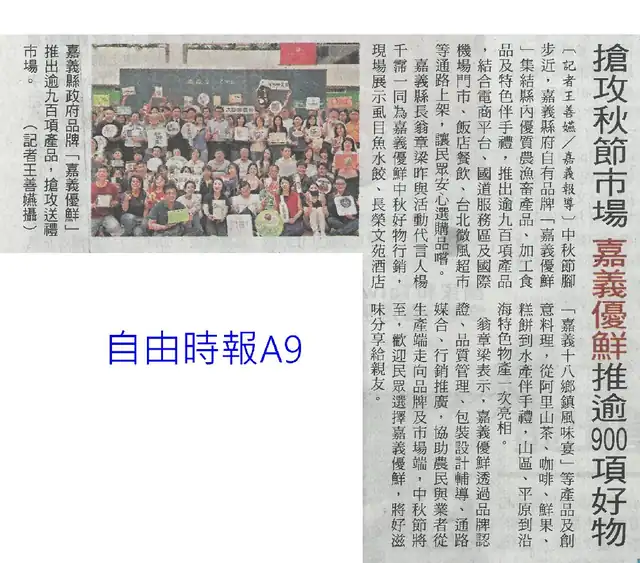 搶攻秋節市場 嘉義優鮮推逾900項好物
〔記者王善嬿／嘉義報導〕中秋節腳
步近，嘉義縣府自有品牌「嘉義優鮮
」集結縣內優質農漁畜產品、加工食
品及特色伴手禮，推出逾九百項產品
，結合電商平台、國道服務區及國際
機場門市、飯店餐飲、台北微風超市
等通路上架，讓民眾安心選購品嚐。
嘉義縣長翁章梁昨與活動代言人楊
千霈一同為嘉義優鮮中秋好物行銷，
現場展示虱目魚水餃、長榮文苑酒店
「嘉義十八鄉鎮風味宴」等產品及創
意料理，從阿里山茶、咖啡、鮮果、
糕餅到水產伴手禮，山區、平原到沿
海特色物產一次亮相。
翁章梁表示，嘉義優鮮透過品牌認
證、品質管理、包裝設計輔導、通路
媒合、行銷推廣，協助農民與業者從
生產端走向品牌及市場端，中秋節將
至，歡迎民眾選擇嘉義優鮮，將好滋
味分享給親友。
嘉義縣政府品牌「嘉義優鮮」
推出逾九百項產品，搶攻送禮
市場。（記者王善嬿攝）
自由時報A9